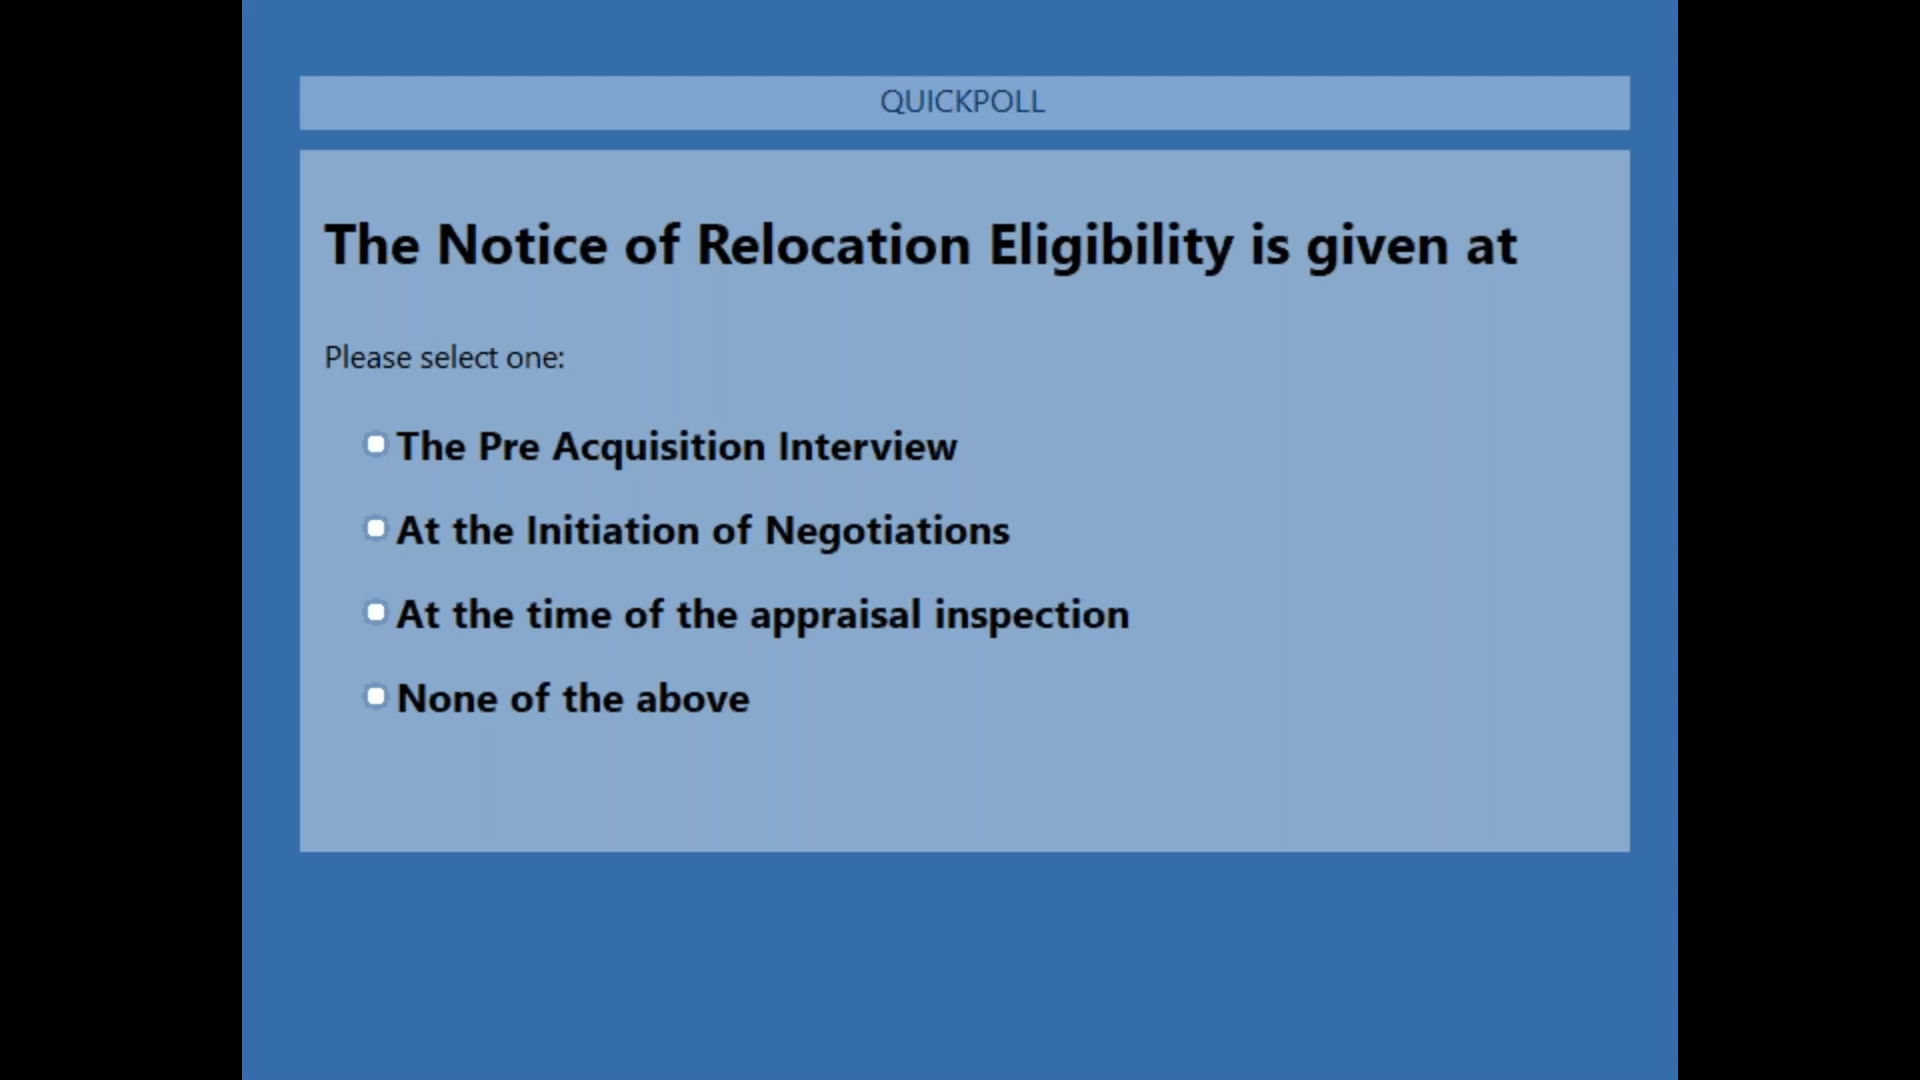 QUICKPOLL
The Notice of Relocation Eligibility is given at
Please select one:
The Pre Acquisition Interview
At the Initiation of Negotiations
At the time of the appraisal inspection
None of the above